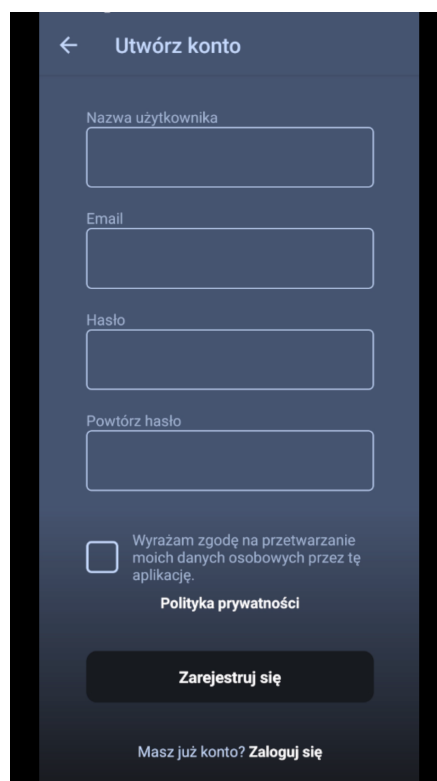 Utwórz konto
Nazwa użytkownika
Email
Hasło
Powtórz hasło
Wyrażam zgodę na przetwarzanie
moich danych osobowych przez tę
aplikację.
Polityka prywatności
Zarejestruj się
Masz już konto? Zaloguj się